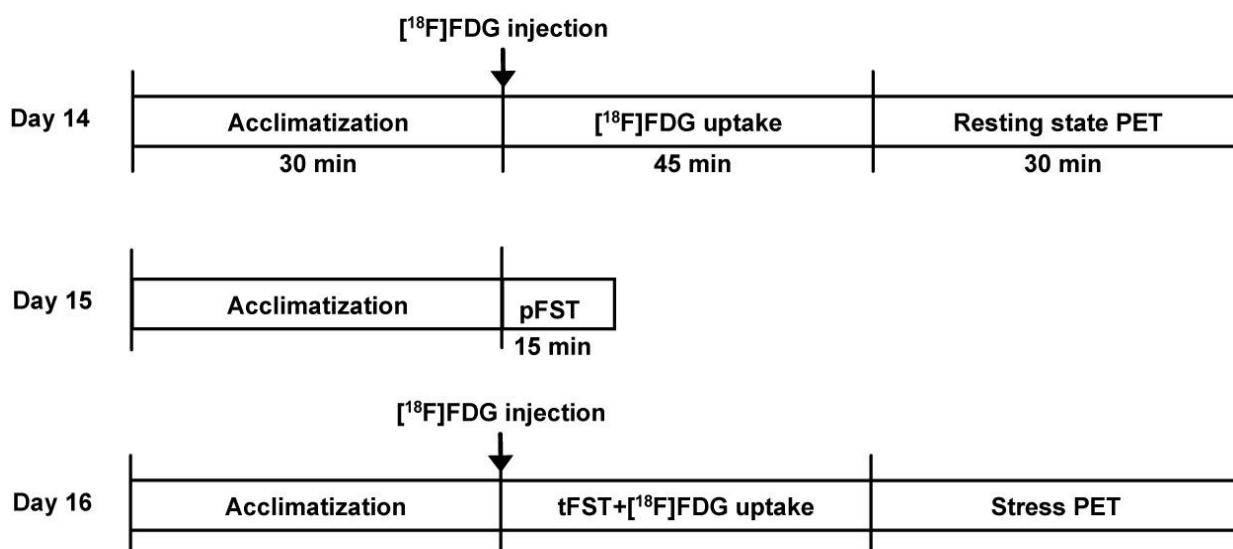 [¹⁸F]FDG injection
Day 14 Acclimatization [¹⁸F]FDG uptake Resting state PET
30 min 45 min 30 min
Day 15 Acclimatization pFST
15 min
[¹⁸F]FDG injection
Day 16 Acclimatization tFST+[¹⁸F]FDG uptake Stress PET